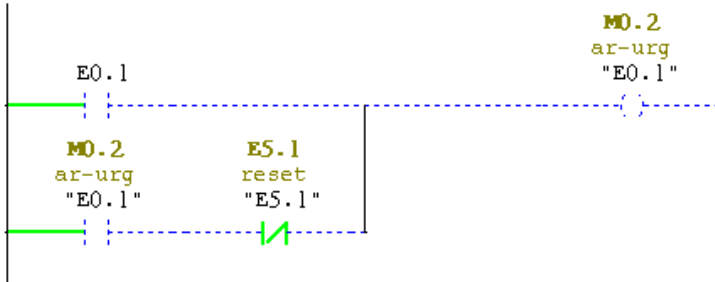 M0.2
ar-urg
E0.1 "E0.1"
M0.2 E5.1
ar-urg reset
"E0.1" "E5.1"